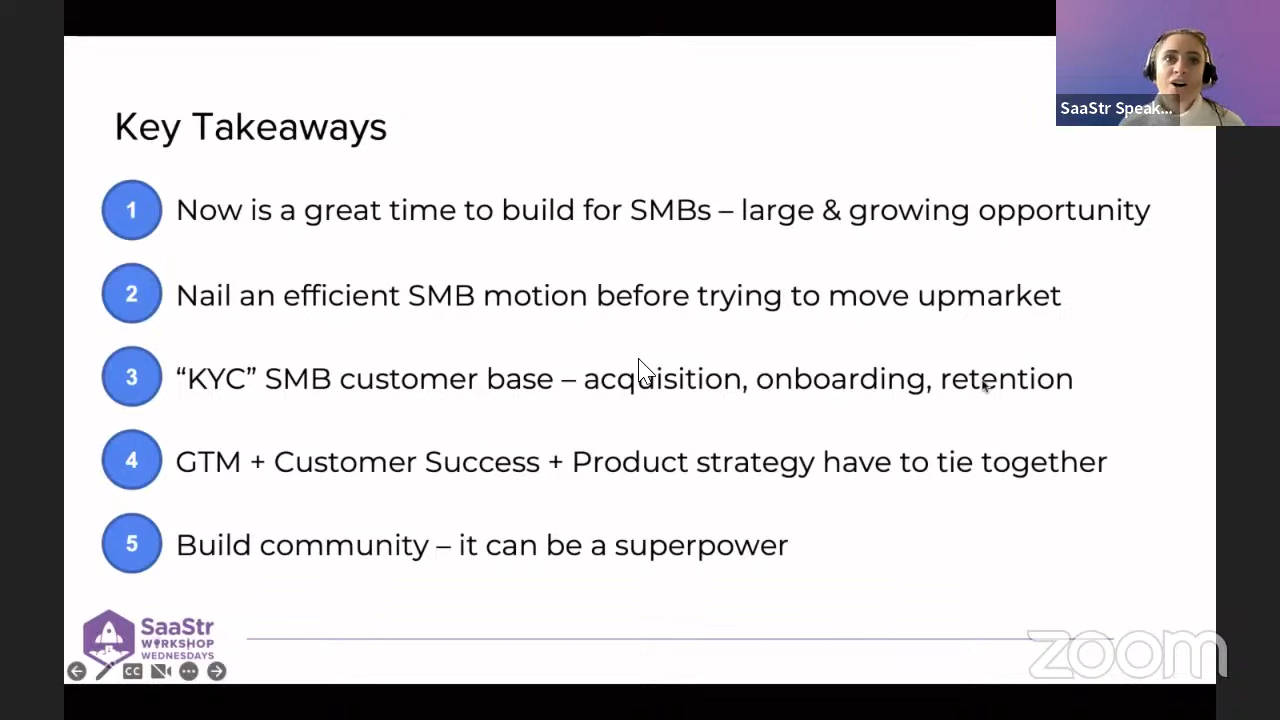 SaaStr Speak...
Key Takeaways
1 Now is a great time to build for SMBs – large & growing opportunity
2 Nail an efficient SMB motion before trying to move upmarket
3 “KYC” SMB customer base – acquisition, onboarding, retention
4 GTM + Customer Success + Product strategy have to tie together
5 Build community – it can be a superpower
SaaStr
WORKSHOP
WEDNESDAYS
CC
zoom